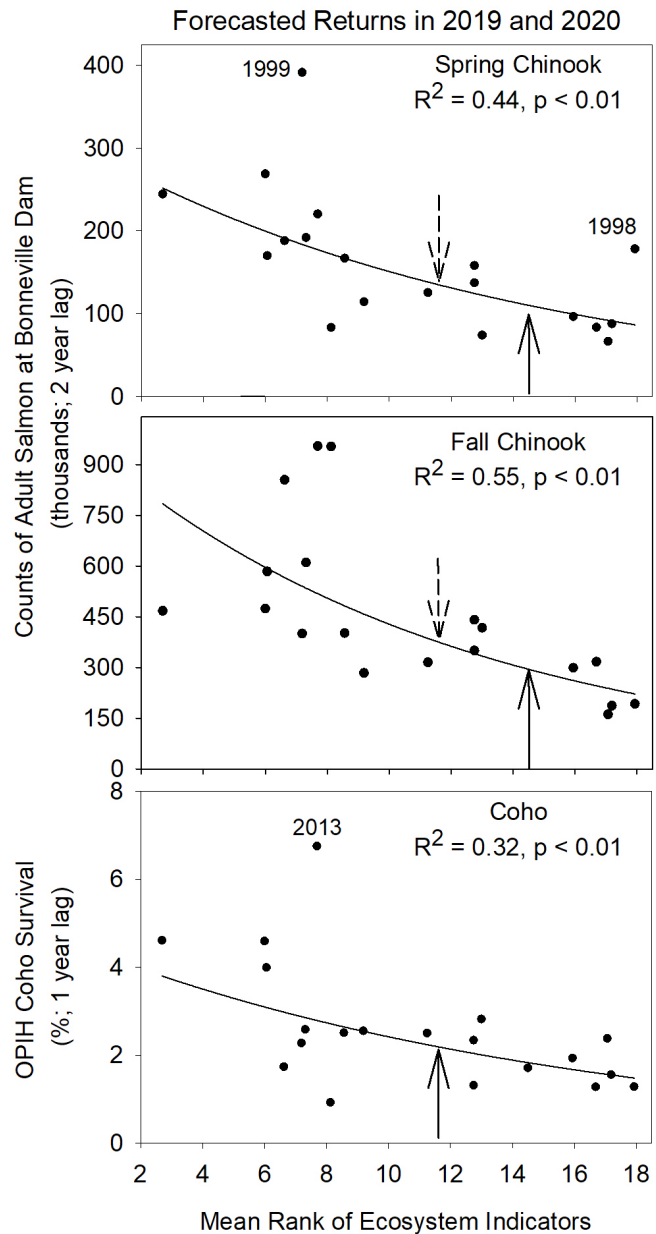 Forecasted Returns in 2019 and 2020
Counts of Adult Salmon at Bonneville Dam
(thousands; 2 year lag)
400
300
200
100
0
1999
Spring Chinook
R² = 0.44, p < 0.01
1998
900
750
600
450
300
150
0
Fall Chinook
R² = 0.55, p < 0.01
OPIH Coho Survival
(%; 1 year lag)
8
6
4
2
0
2013
Coho
R² = 0.32, p < 0.01
2 4 6 8 10 12 14 16 18
Mean Rank of Ecosystem Indicators